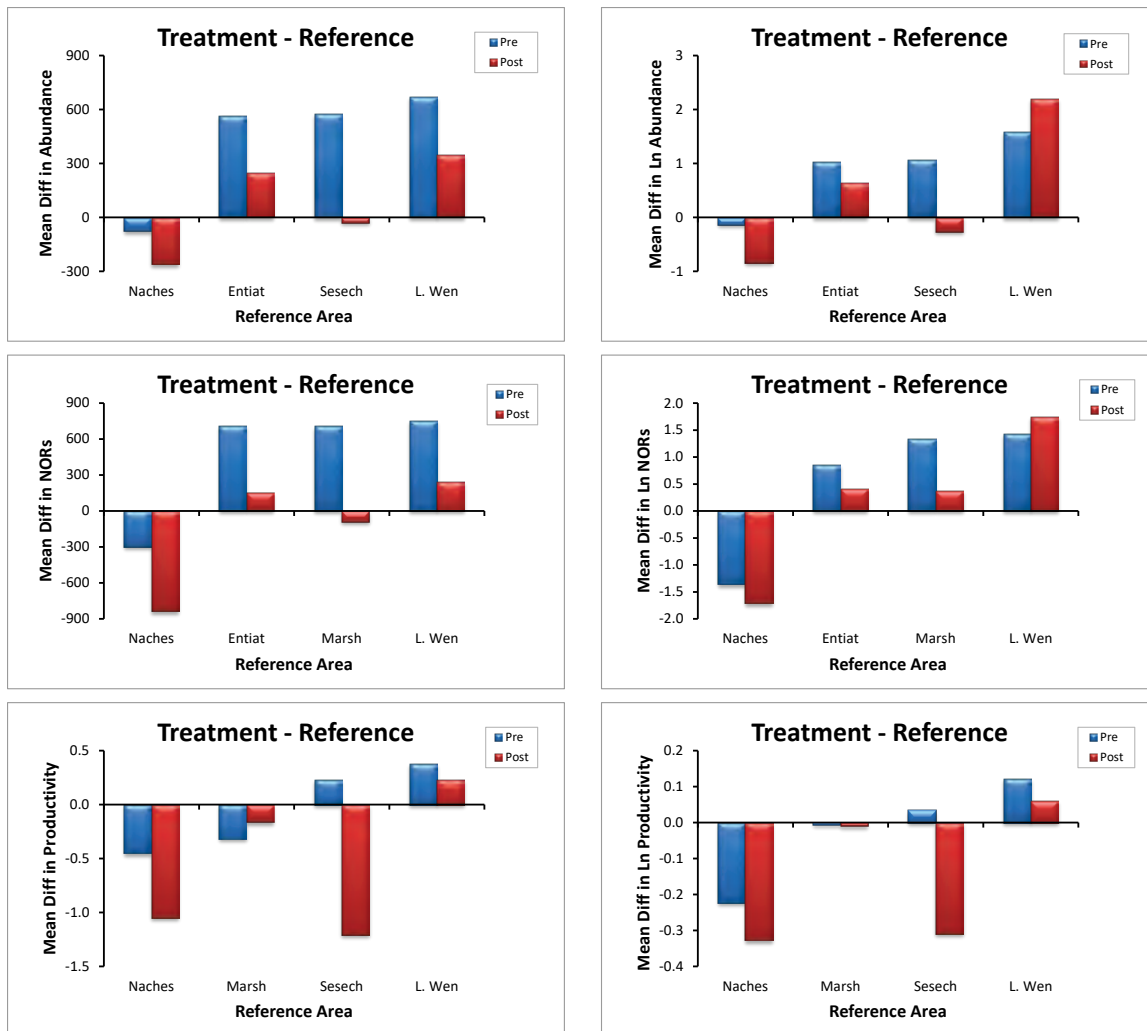 Treatment - Reference
Pre
Post
Mean Diff in Abundance
900
600
300
0
-300
Naches Entiat Sesech L. Wen
Reference Area
Treatment - Reference
Pre
Post
Mean Diff in Ln Abundance
3
2
1
0
-1
Naches Entiat Sesech L. Wen
Reference Area
Treatment - Reference
Pre
Post
Mean Diff in NORs
900
600
300
0
-300
-600
-900
Naches Entiat Marsh L. Wen
Reference Area
Treatment - Reference
Pre
Post
Mean Diff in Ln NORs
2.0
1.5
1.0
0.5
0.0
-0.5
-1.0
-1.5
-2.0
Naches Entiat Marsh L. Wen
Reference Area
Treatment - Reference
Pre
Post
Mean Diff in Productivity
0.5
0.0
-0.5
-1.0
-1.5
Naches Marsh Sesech L. Wen
Reference Area
Treatment - Reference
Pre
Post
Mean Diff in Ln Productivity
0.2
0.1
0.0
-0.1
-0.2
-0.3
-0.4
Naches Marsh Sesech L. Wen
Reference Area